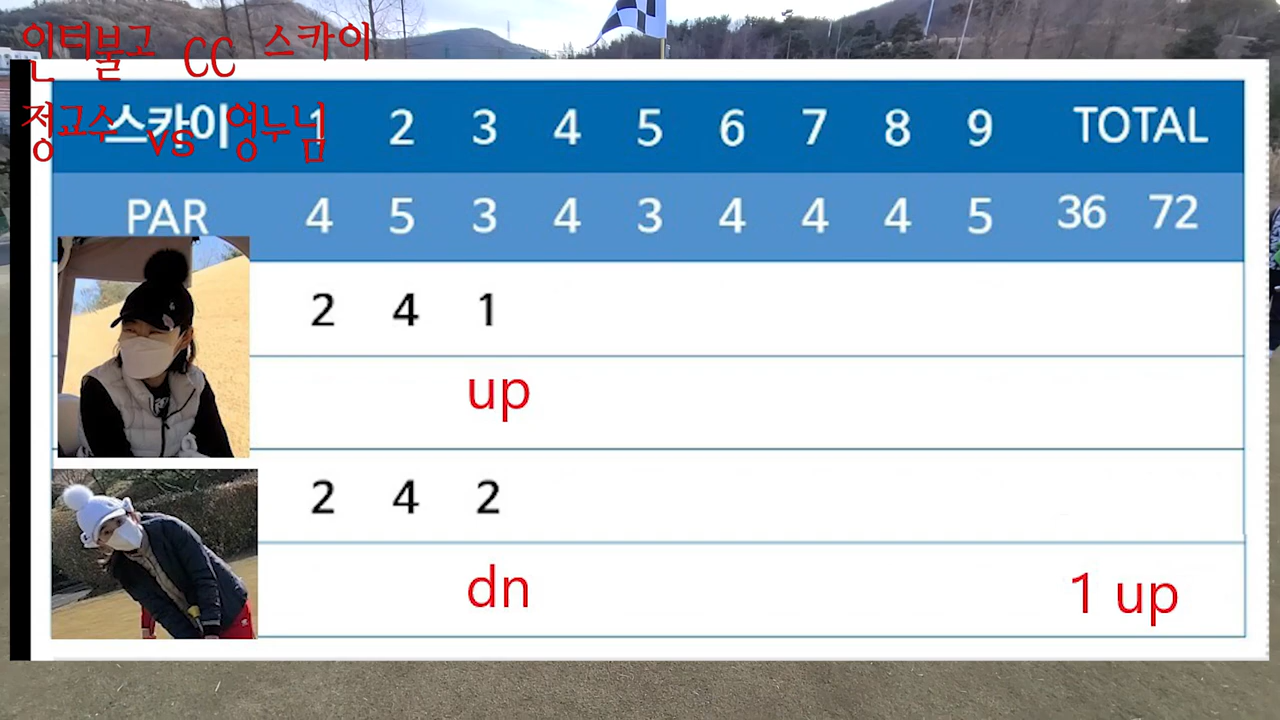 인터불고 CC 스카이
정교수 vs 영누님
스카이 1 2 3 4 5 6 7 8 9 TOTAL
PAR 4 5 3 4 3 4 4 4 5 36 72
2 4 1
up
2 4 2
dn 1 up